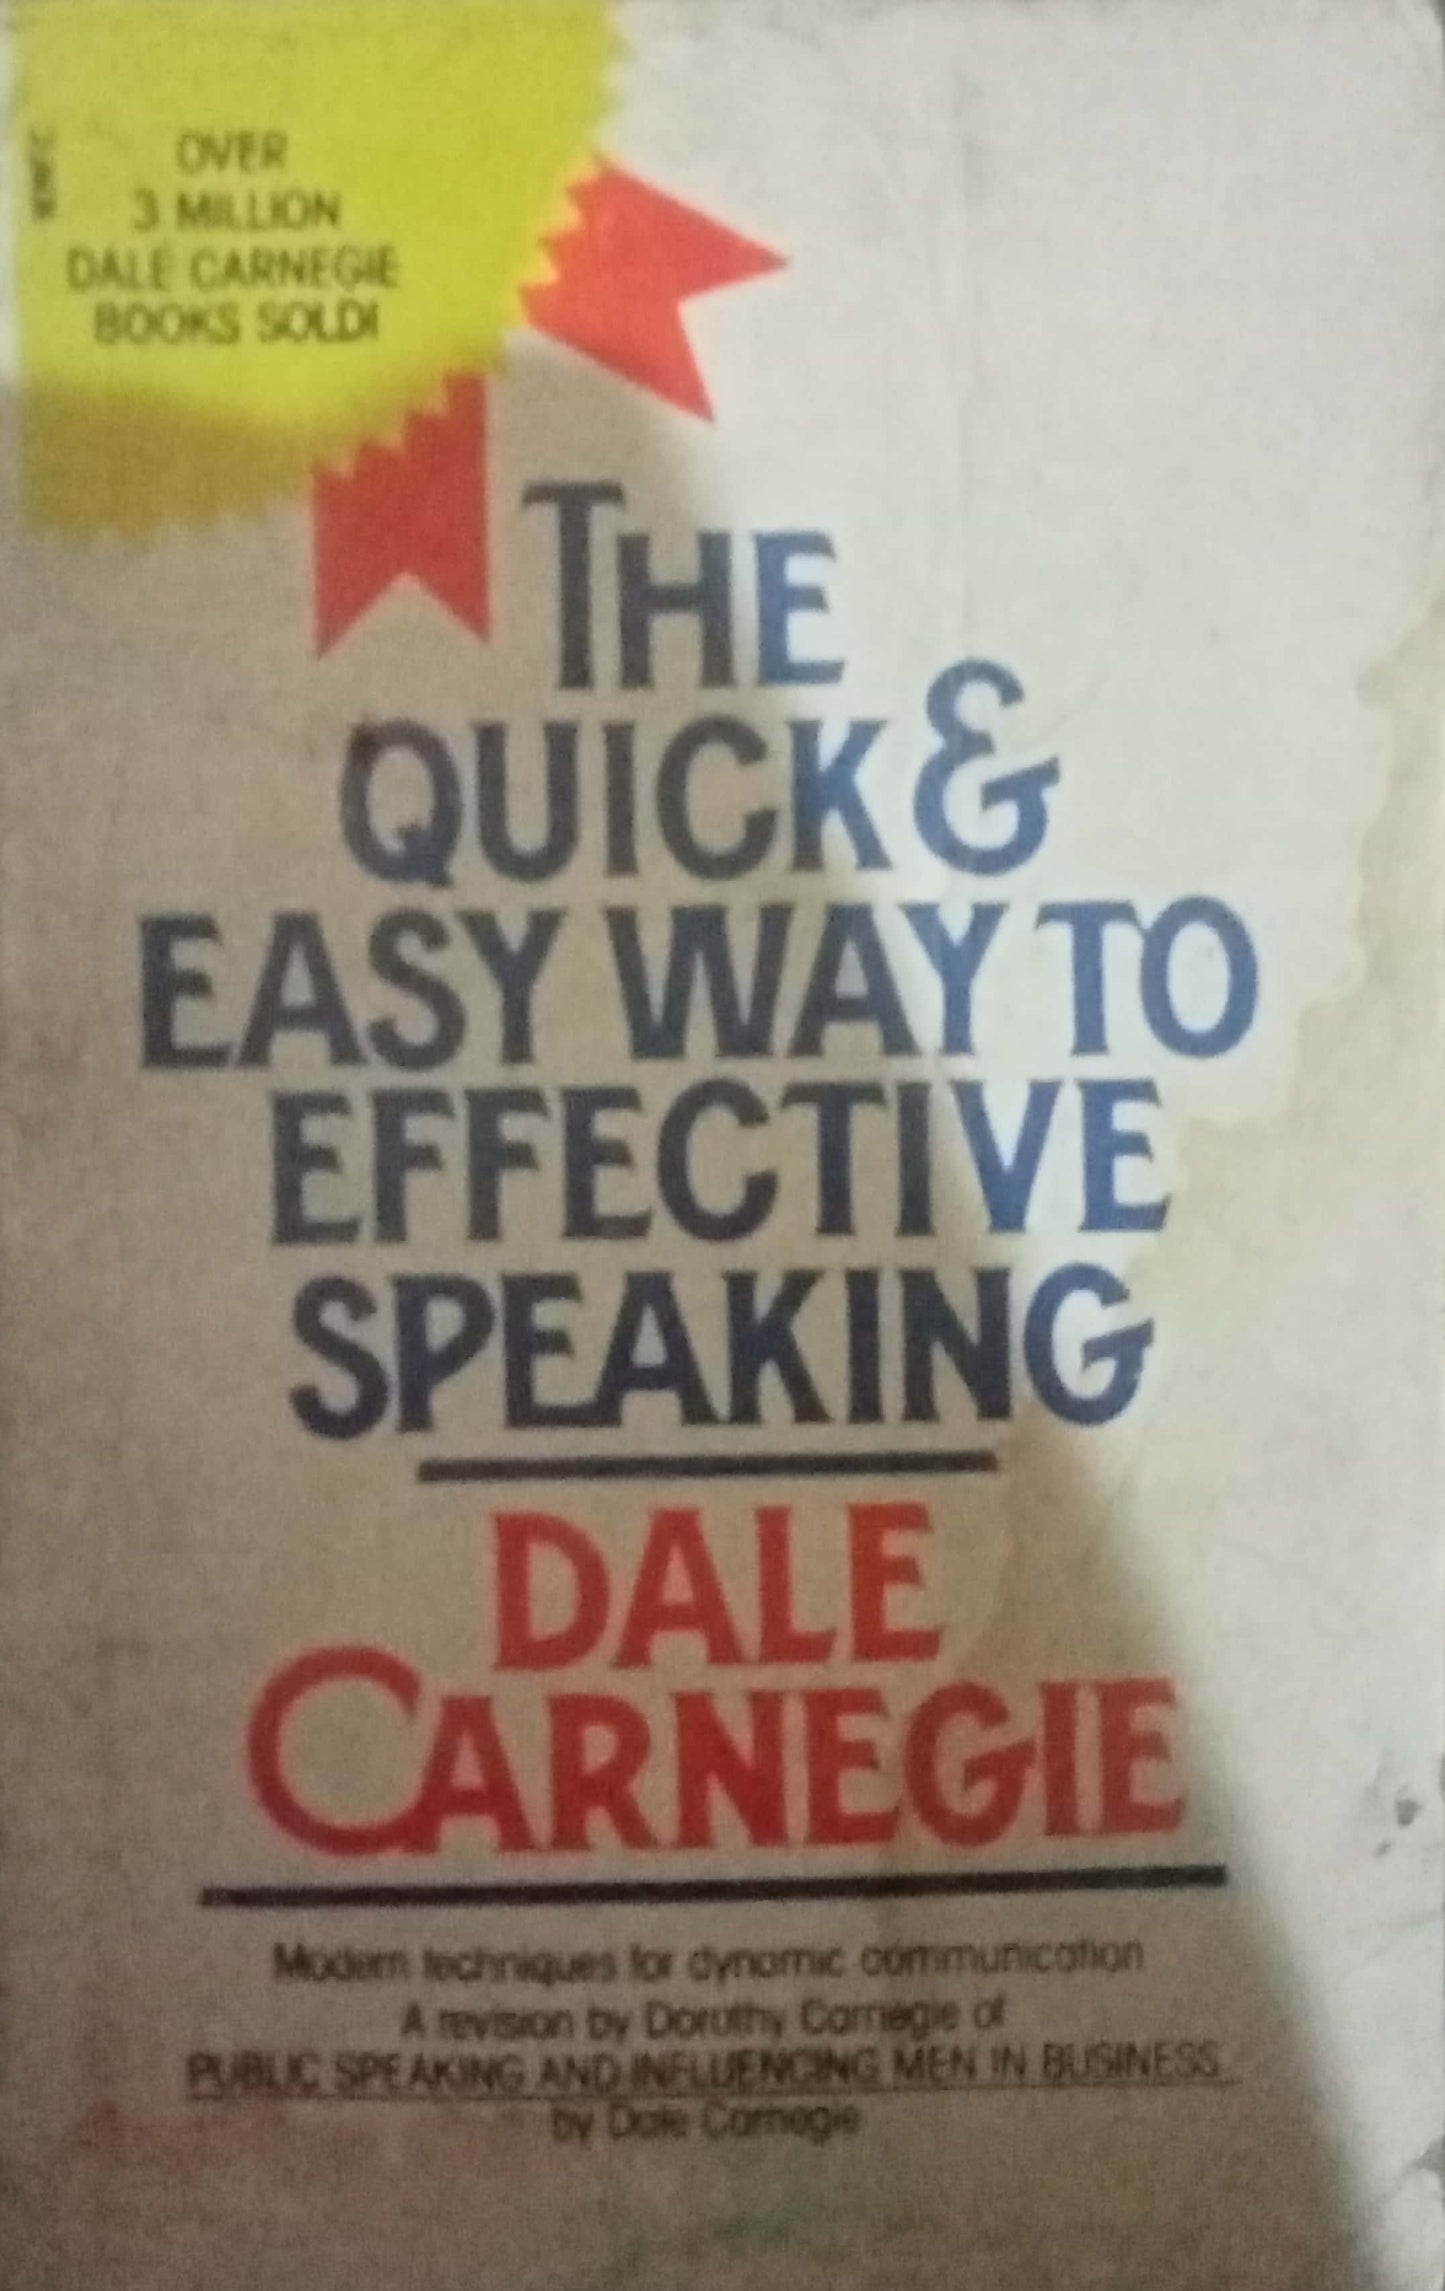 OVER
3 MILLION
DALE CARNEGIE
BOOKS SOLD!
THE
QUICK &
EASY WAY TO
EFFECTIVE
SPEAKING
DALE
CARNEGIE
Modern techniques for dynamic communication
A revision by Dorothy Carnegie of
PUBLIC SPEAKING AND INFLUENCING MEN IN BUSINESS
by Dale Carnegie